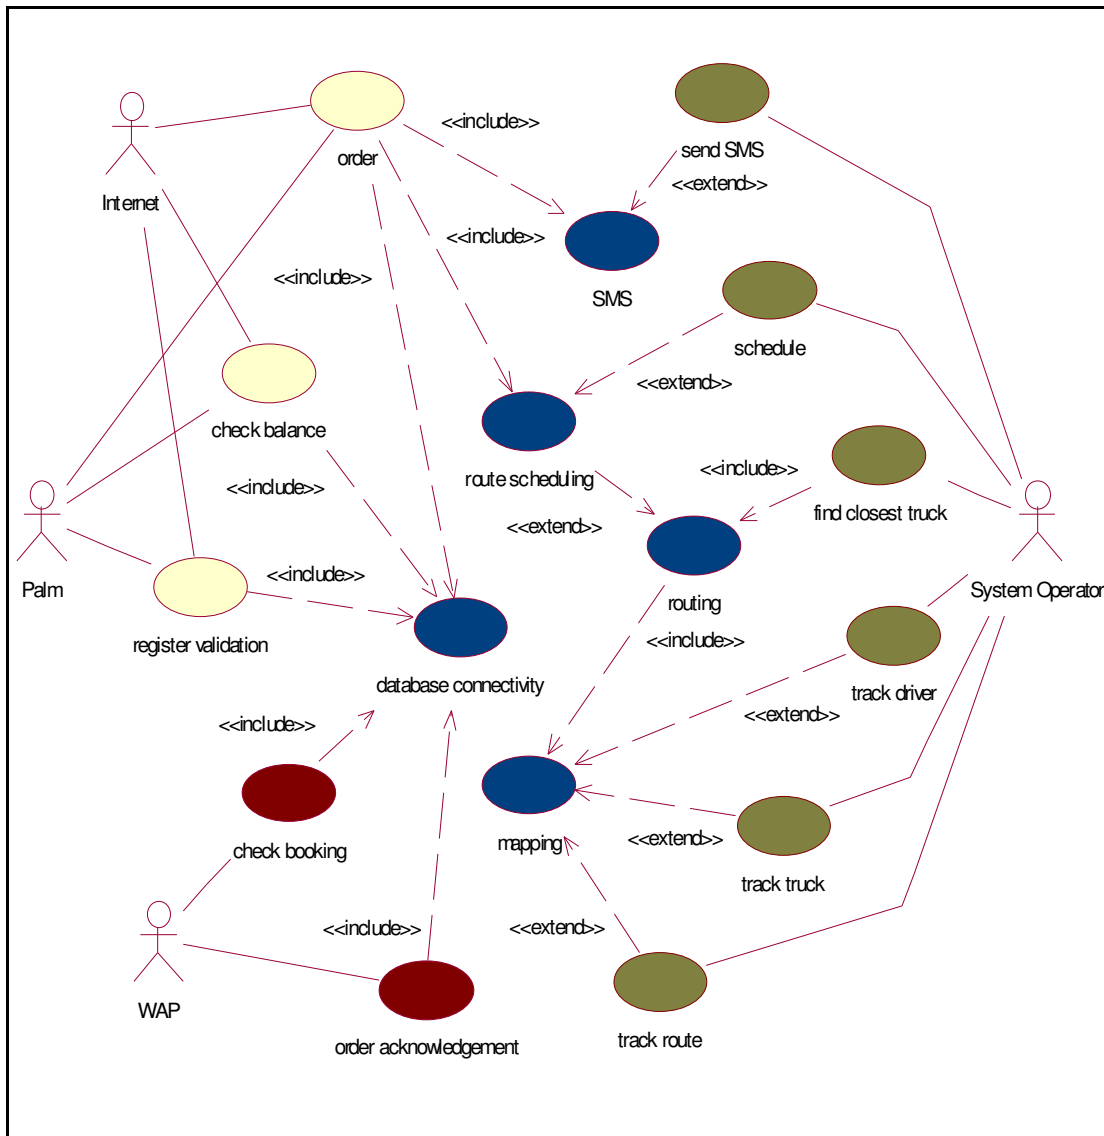 <<include>>
send SMS
order
<<extend>>
Internet
<<include>>
<<include>>
SMS
schedule
<<extend>>
check balance
<<include>>
route scheduling
<<include>>
find closest truck
<<extend>>
<<include>>
Palm
routing
System Operator
register validation
<<include>>
database connectivity
track driver
<<include>>
<<extend>>
check booking
mapping
<<extend>>
track truck
<<include>>
<<extend>>
WAP
order acknowledgement
track route